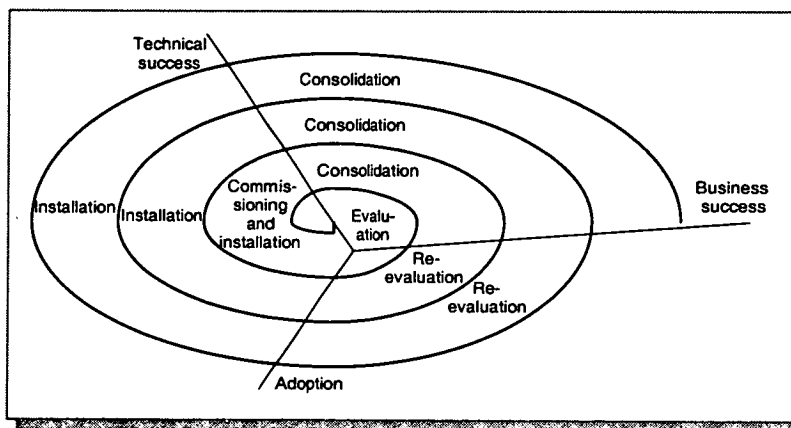 Technical
success
Consolidation
Consolidation
Consolidation
Commis-
sioning
and
installation
Installation
Installation
Evalu-
ation
Business
success
Re-
evaluation
Re-
evaluation
Adoption